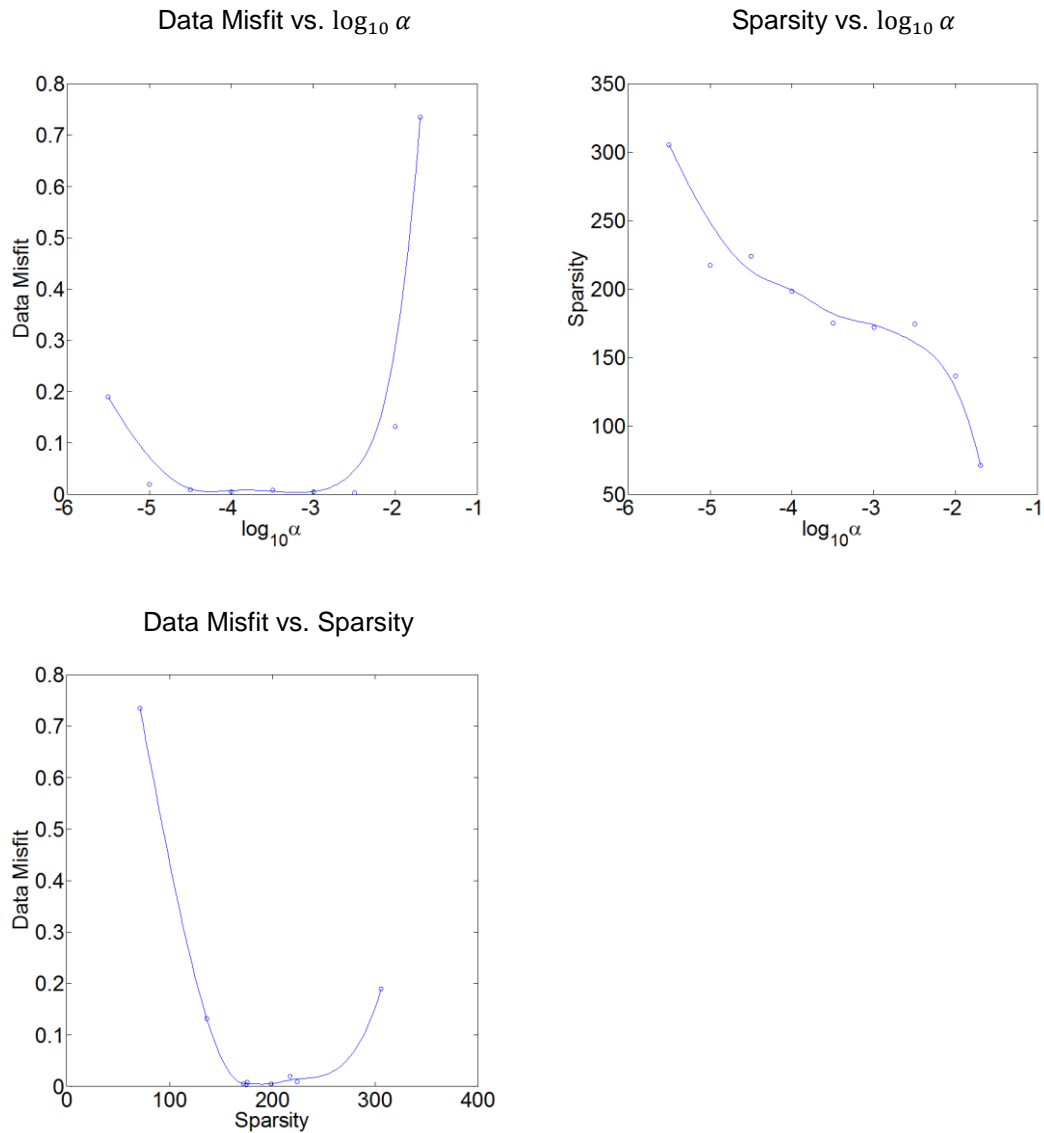 Data Misfit vs. log₁₀ α
Sparsity vs. log₁₀ α
0.8
0.7
0.6
0.5
0.4
0.3
0.2
0.1
0
Data Misfit
-6 -5 -4 -3 -2 -1
log₁₀α
350
300
250
200
150
100
50
Sparsity
-6 -5 -4 -3 -2 -1
log₁₀α
Data Misfit vs. Sparsity
0.8
0.7
0.6
0.5
0.4
0.3
0.2
0.1
0
Data Misfit
0 100 200 300 400
Sparsity